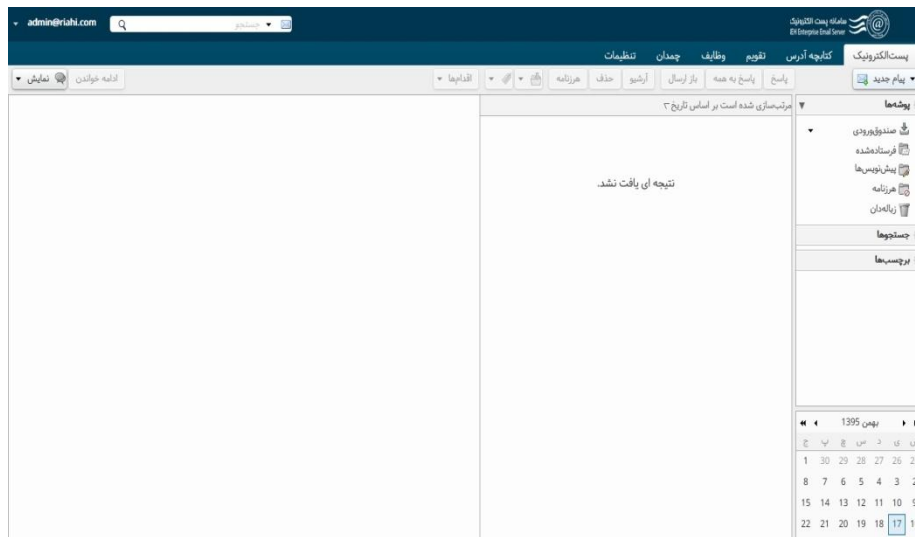 سامانه پست الکترونیک
EH Enterprise Email Server
جستجو
admin@riahi.com
پست‌الکترونیک کتابچه آدرس تقویم وظایف چمدان تنظیمات
پیام جدید پاسخ پاسخ به همه باز ارسال آرشیو حذف هرزنامه اقدام‌ها ادامه خواندن نمایش
پوشه‌ها
مرتب‌سازی شده است بر اساس تاریخ
صندوق‌ورودی
فرستاده‌شده
پیش‌نویس‌ها
هرزنامه
زباله‌دان
نتیجه ای یافت نشد.
جستجوها
برچسب‌ها
بهمن 1395
ی د س چ پ ج
26 27 28 29 30 1
3 4 5 6 7 8
10 11 12 13 14 15
17 18 19 20 21 22